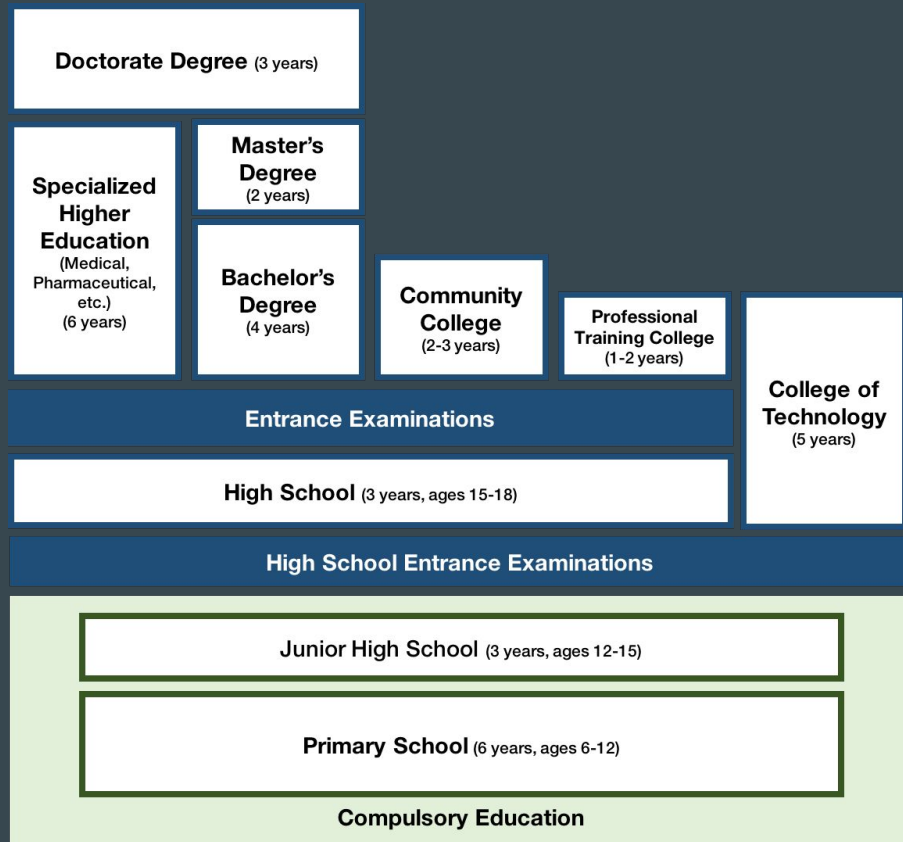 Doctorate Degree (3 years)
Specialized
Higher
Education
(Medical,
Pharmaceutical,
etc.)
(6 years)
Master's
Degree
(2 years)
Bachelor's
Degree
(4 years)
Community
College
(2-3 years)
Professional
Training College
(1-2 years)
College of
Technology
(5 years)
Entrance Examinations
High School (3 years, ages 15-18)
High School Entrance Examinations
Junior High School (3 years, ages 12-15)
Primary School (6 years, ages 6-12)
Compulsory Education